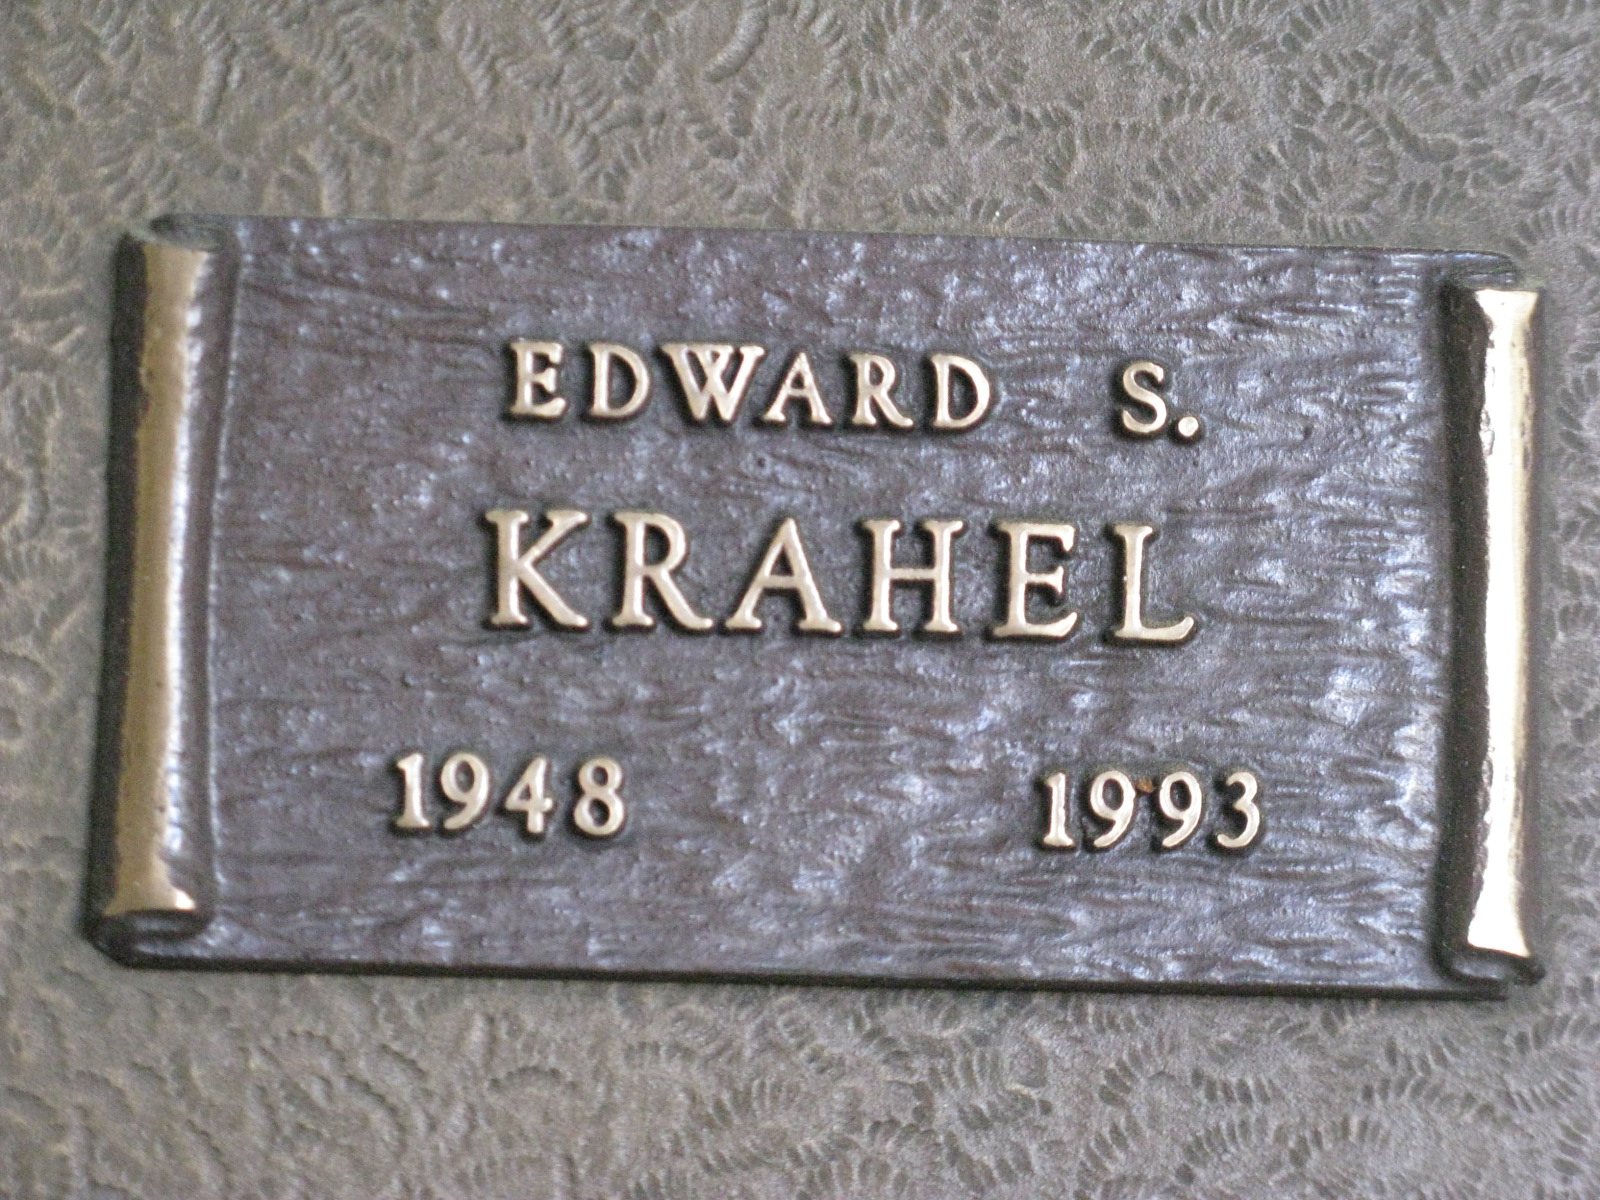 EDWARD S.
KRAHEL
1948 1993